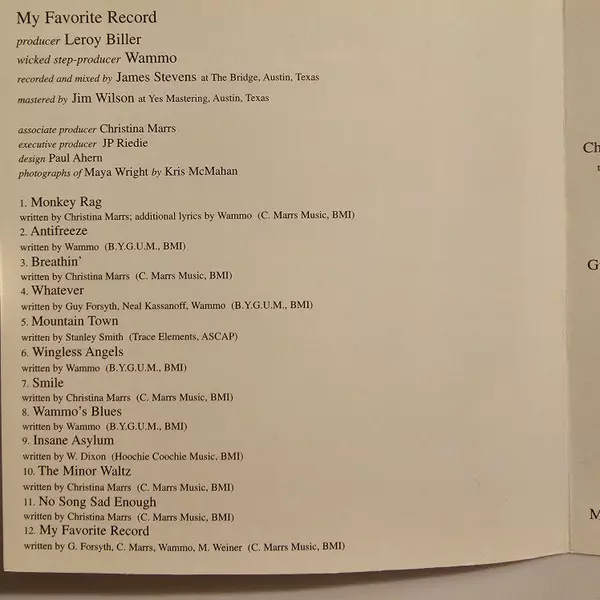 My Favorite Record
producer Leroy Biller
wicked step-producer Wammo
recorded and mixed by James Stevens at The Bridge, Austin, Texas
mastered by Jim Wilson at Yes Mastering, Austin, Texas
associate producer Christina Marrs
executive producer JP Riedie
design Paul Ahern
photographs of Maya Wright by Kris McMahan
1. Monkey Rag
written by Christina Marrs; additional lyrics by Wammo (C. Marrs Music, BMI)
2. Antifreeze
written by Wammo (B.Y.G.U.M., BMI)
3. Breathin'
written by Christina Marrs (C. Marrs Music, BMI)
4. Whatever
written by Guy Forsyth, Neal Kassanoff, Wammo (B.Y.G.U.M., BMI)
5. Mountain Town
written by Stanley Smith (Trace Elements, ASCAP)
6. Wingless Angels
written by Wammo (B.Y.G.U.M., BMI)
7. Smile
written by Christina Marrs (C. Marrs Music, BMI)
8. Wammo's Blues
written by Wammo (B.Y.G.U.M., BMI)
9. Insane Asylum
written by W. Dixon (Hoochie Coochie Music, BMI)
10. The Minor Waltz
written by Christina Marrs (C. Marrs Music, BMI)
11. No Song Sad Enough
written by Christina Marrs (C. Marrs Music, BMI)
12. My Favorite Record
written by G. Forsyth, C. Marrs, Wammo, M. Weiner (C. Marrs Music, BMI)
Ch
G
M